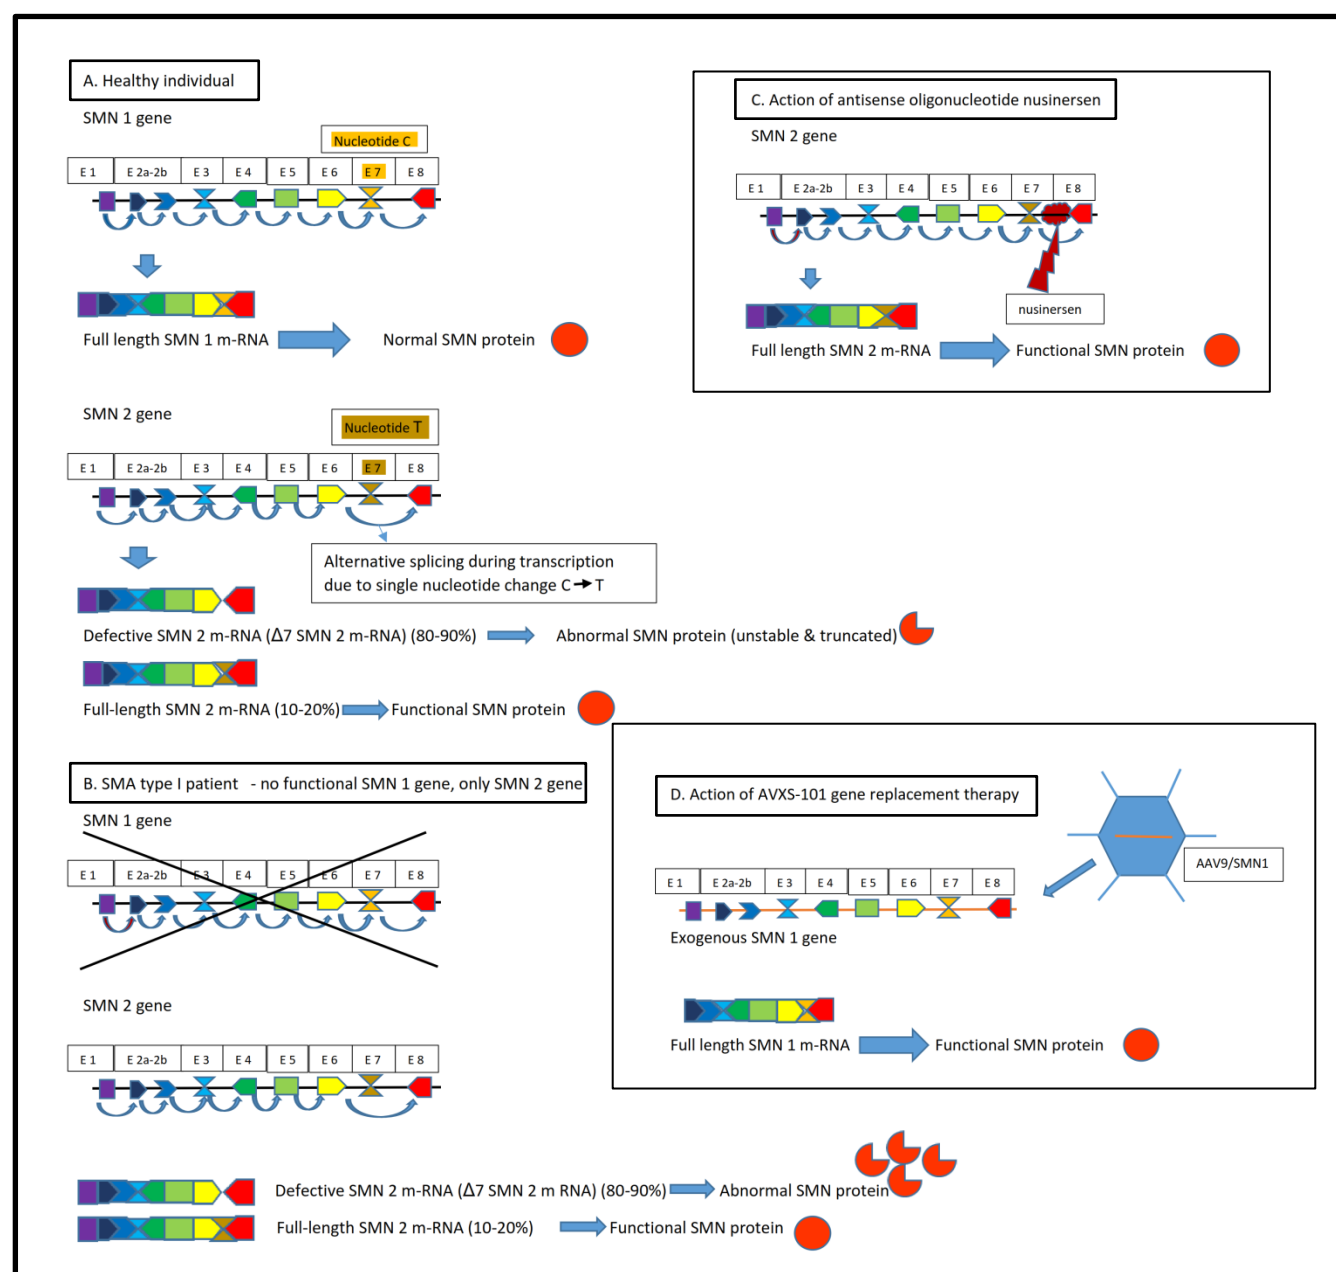 A. Healthy individual
SMN 1 gene
Nucleotide C
E 1 E 2a-2b E 3 E 4 E 5 E 6 E 7 E 8
Full length SMN 1 m-RNA Normal SMN protein
SMN 2 gene
Nucleotide T
E 1 E 2a-2b E 3 E 4 E 5 E 6 E 7 E 8
Alternative splicing during transcription
due to single nucleotide change C → T
Defective SMN 2 m-RNA (Δ7 SMN 2 m-RNA) (80-90%) Abnormal SMN protein (unstable & truncated)
Full-length SMN 2 m-RNA (10-20%) Functional SMN protein
B. SMA type I patient - no functional SMN 1 gene, only SMN 2 gene
SMN 1 gene
E 1 E 2a-2b E 3 E 4 E 5 E 6 E 7 E 8
SMN 2 gene
E 1 E 2a-2b E 3 E 4 E 5 E 6 E 7 E 8
Defective SMN 2 m-RNA (Δ7 SMN 2 m RNA) (80-90%) Abnormal SMN protein
Full-length SMN 2 m-RNA (10-20%) Functional SMN protein
C. Action of antisense oligonucleotide nusinersen
SMN 2 gene
E 1 E 2a-2b E 3 E 4 E 5 E 6 E 7 E 8
nusinersen
Full length SMN 2 m-RNA Functional SMN protein
D. Action of AVXS-101 gene replacement therapy
AAV9/SMN1
E 1 E 2a-2b E 3 E 4 E 5 E 6 E 7 E 8
Exogenous SMN 1 gene
Full length SMN 1 m-RNA Functional SMN protein